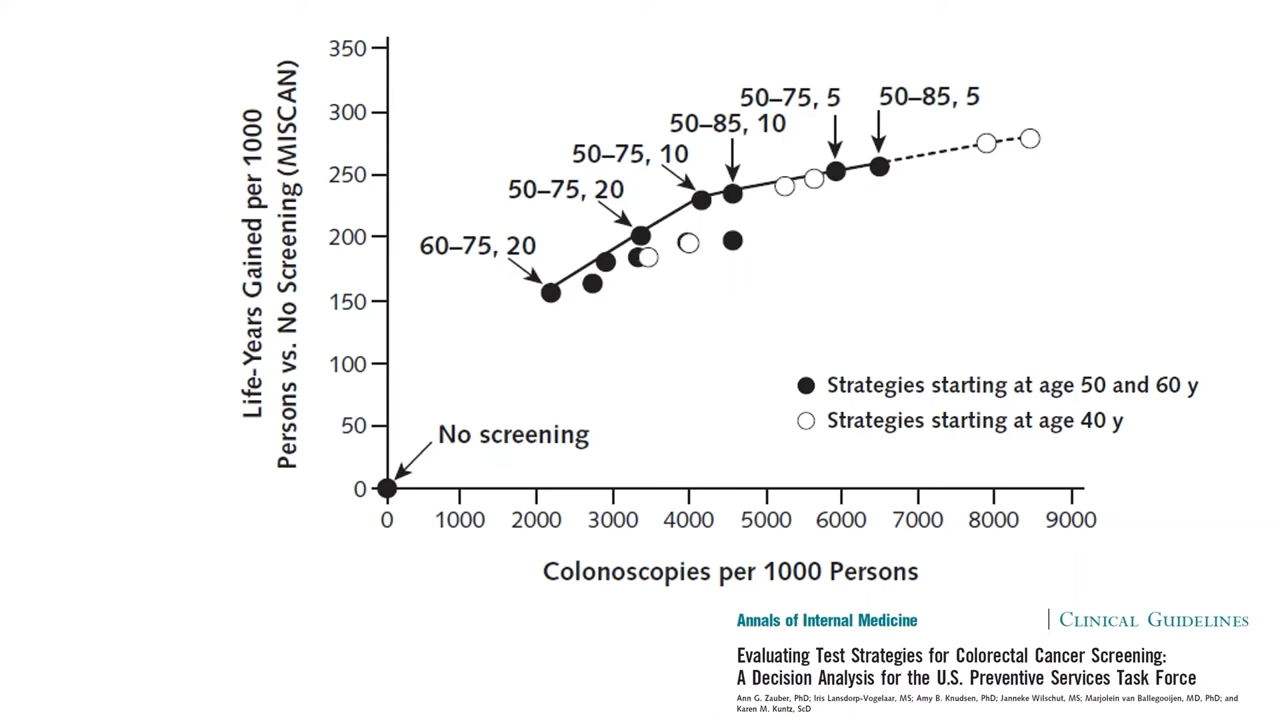 Life-Years Gained per 1000
Persons vs. No Screening (MISCAN)
350
300
250
200
150
100
50
0
50–75, 5
50–85, 5
50–85, 10
50–75, 10
50–75, 20
60–75, 20
No screening
Strategies starting at age 50 and 60 y
Strategies starting at age 40 y
0 1000 2000 3000 4000 5000 6000 7000 8000 9000
Colonoscopies per 1000 Persons
Annals of Internal Medicine | Clinical Guidelines
Evaluating Test Strategies for Colorectal Cancer Screening:
A Decision Analysis for the U.S. Preventive Services Task Force
Ann G. Zauber, PhD; Iris Lansdorp-Vogelaar, MS; Amy B. Knudsen, PhD; Janneke Wilschut, MS; Marjolein van Ballegooijen, MD, PhD; and
Karen M. Kuntz, ScD